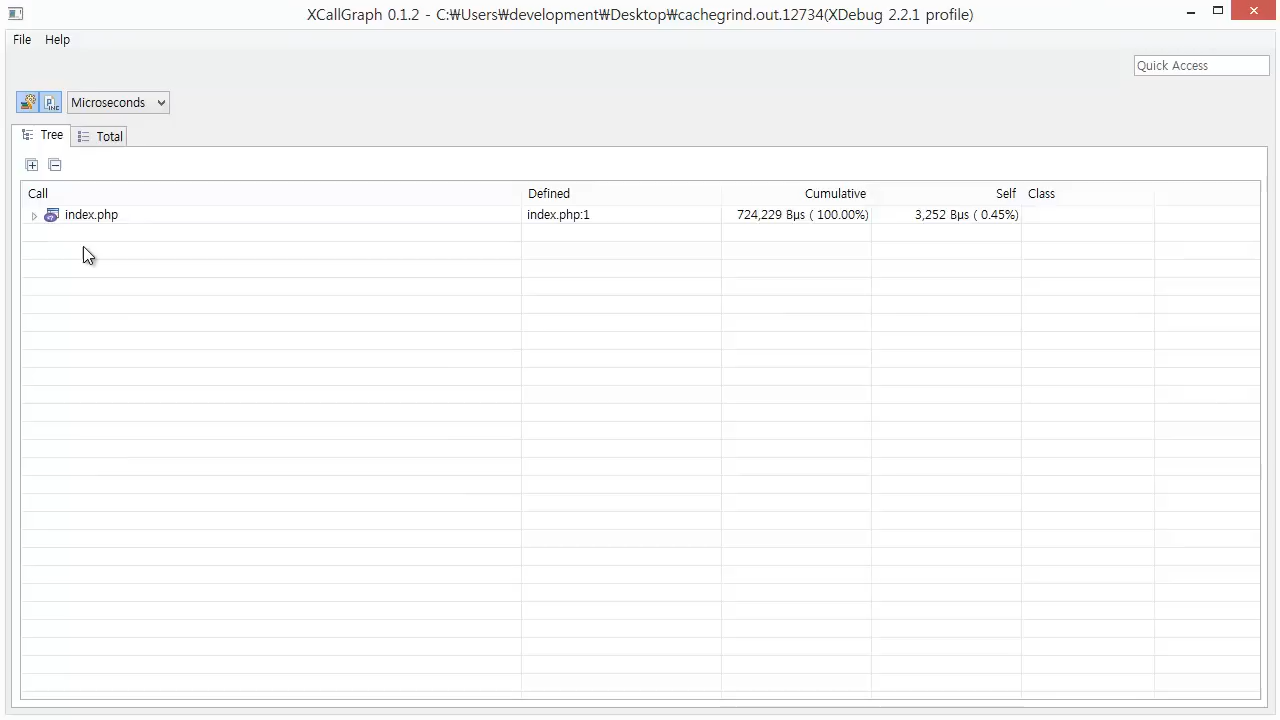 XCallGraph 0.1.2 - C:₩Users₩development₩Desktop₩cachegrind.out.12734(XDebug 2.2.1 profile)
File Help
Quick Access
Microseconds
Tree Total
Call Defined Cumulative Self Class
index.php index.php:1 724,229 Βµs ( 100.00%) 3,252 Βµs ( 0.45%)